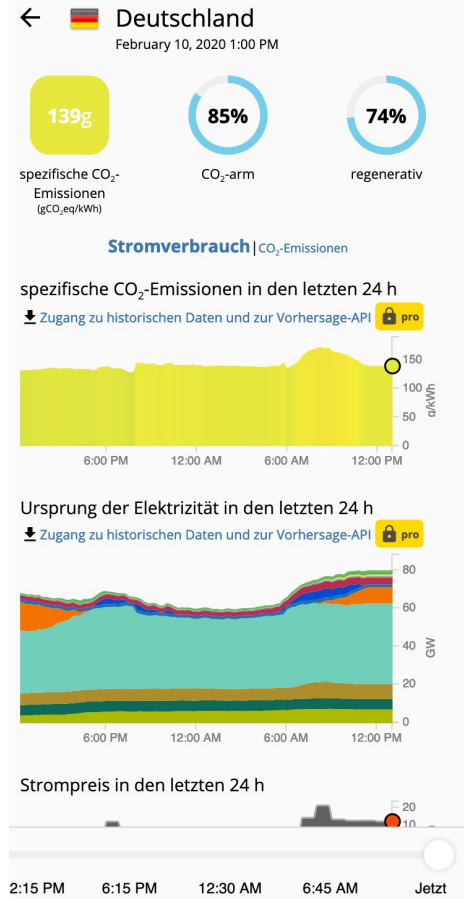 Deutschland
February 10, 2020 1:00 PM
139g
85%
74%
spezifische CO₂-
Emissionen
(gCO₂eq/kWh)
CO₂-arm
regenerativ
Stromverbrauch|CO₂-Emissionen
spezifische CO₂-Emissionen in den letzten 24 h
Zugang zu historischen Daten und zur Vorhersage-API pro
150
100
50
0
g/kWh
6:00 PM 12:00 AM 6:00 AM 12:00 PM
Ursprung der Elektrizität in den letzten 24 h
Zugang zu historischen Daten und zur Vorhersage-API pro
80
60
40
20
0
GW
6:00 PM 12:00 AM 6:00 AM 12:00 PM
Strompreis in den letzten 24 h
20
10
2:15 PM 6:15 PM 12:30 AM 6:45 AM Jetzt